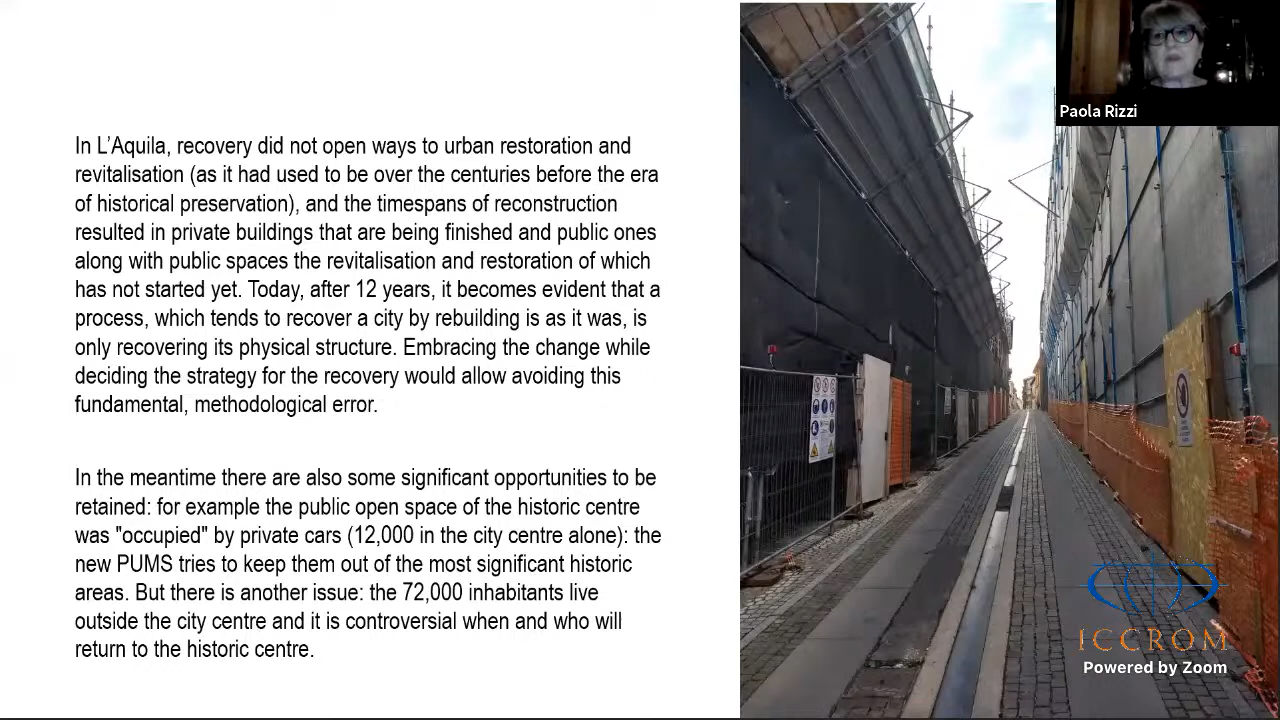 In L'Aquila, recovery did not open ways to urban restoration and
revitalisation (as it had used to be over the centuries before the era
of historical preservation), and the timespans of reconstruction
resulted in private buildings that are being finished and public ones
along with public spaces the revitalisation and restoration of which
has not started yet. Today, after 12 years, it becomes evident that a
process, which tends to recover a city by rebuilding is as it was, is
only recovering its physical structure. Embracing the change while
deciding the strategy for the recovery would allow avoiding this
fundamental, methodological error.
In the meantime there are also some significant opportunities to be
retained: for example the public open space of the historic centre
was "occupied" by private cars (12,000 in the city centre alone): the
new PUMS tries to keep them out of the most significant historic
areas. But there is another issue: the 72,000 inhabitants live
outside the city centre and it is controversial when and who will
return to the historic centre.
Paola Rizzi
ICCROM
Powered by Zoom